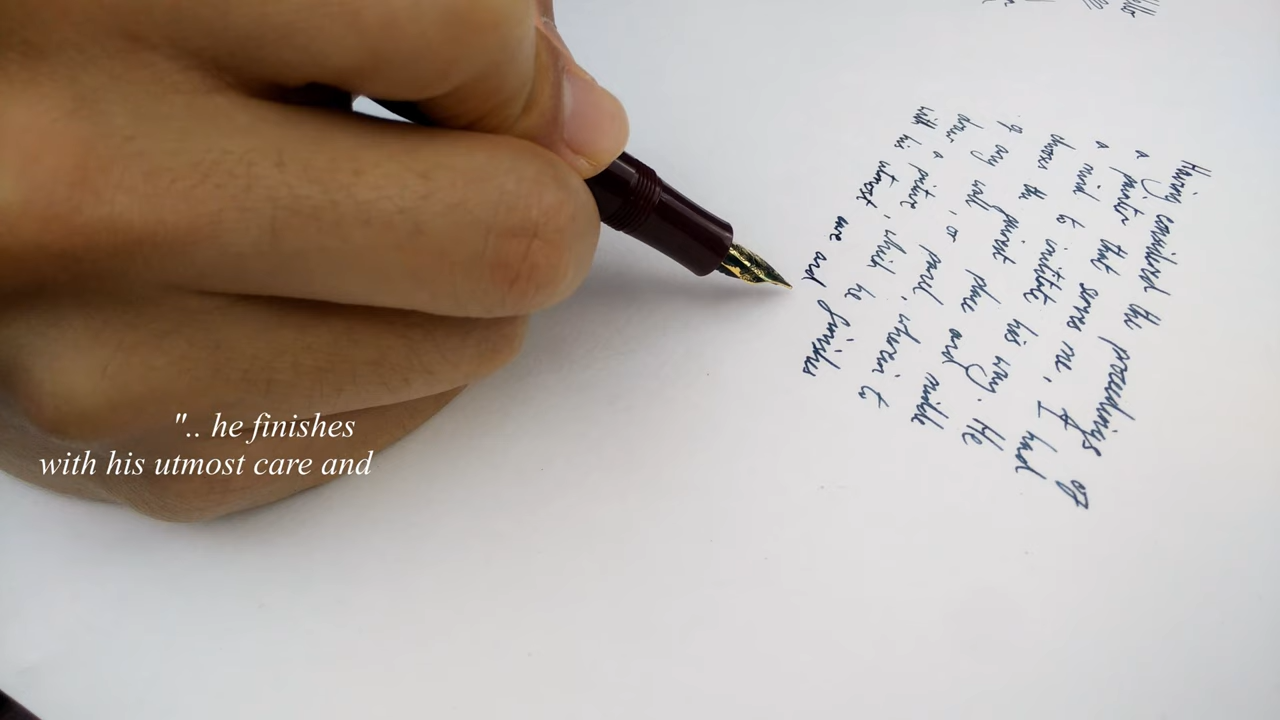 Having considered the proceedings of
a painter that serves me, I had
a mind to imitate his way. He
chooses the fairest place and middle
of any wall, or panel, wherein to
draw a picture, which he finishes
with his utmost care and
".. he finishes
with his utmost care and